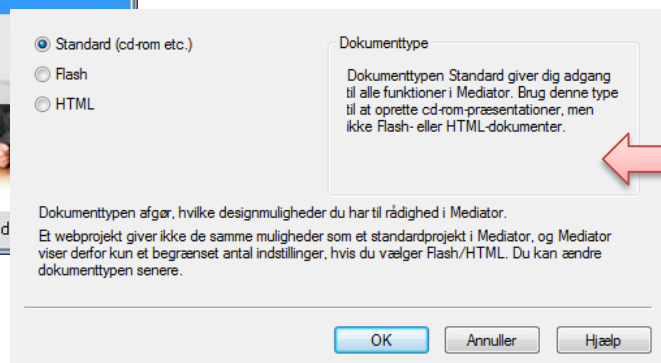 Standard (cd-rom etc.)
Flash
HTML
Dokumenttype
Dokumenttypen Standard giver dig adgang
til alle funktioner i Mediator. Brug denne type
til at oprette cd-rom-præsentationer, men
ikke Flash- eller HTML-dokumenter.
Dokumenttypen afgør, hvilke designmuligheder du har til rådighed i Mediator.
Et webprojekt giver ikke de samme muligheder som et standardprojekt i Mediator, og Mediator
viser derfor kun et begrænset antal indstillinger, hvis du vælger Flash/HTML. Du kan ændre
dokumenttypen senere.
OK
Annuller
Hjælp